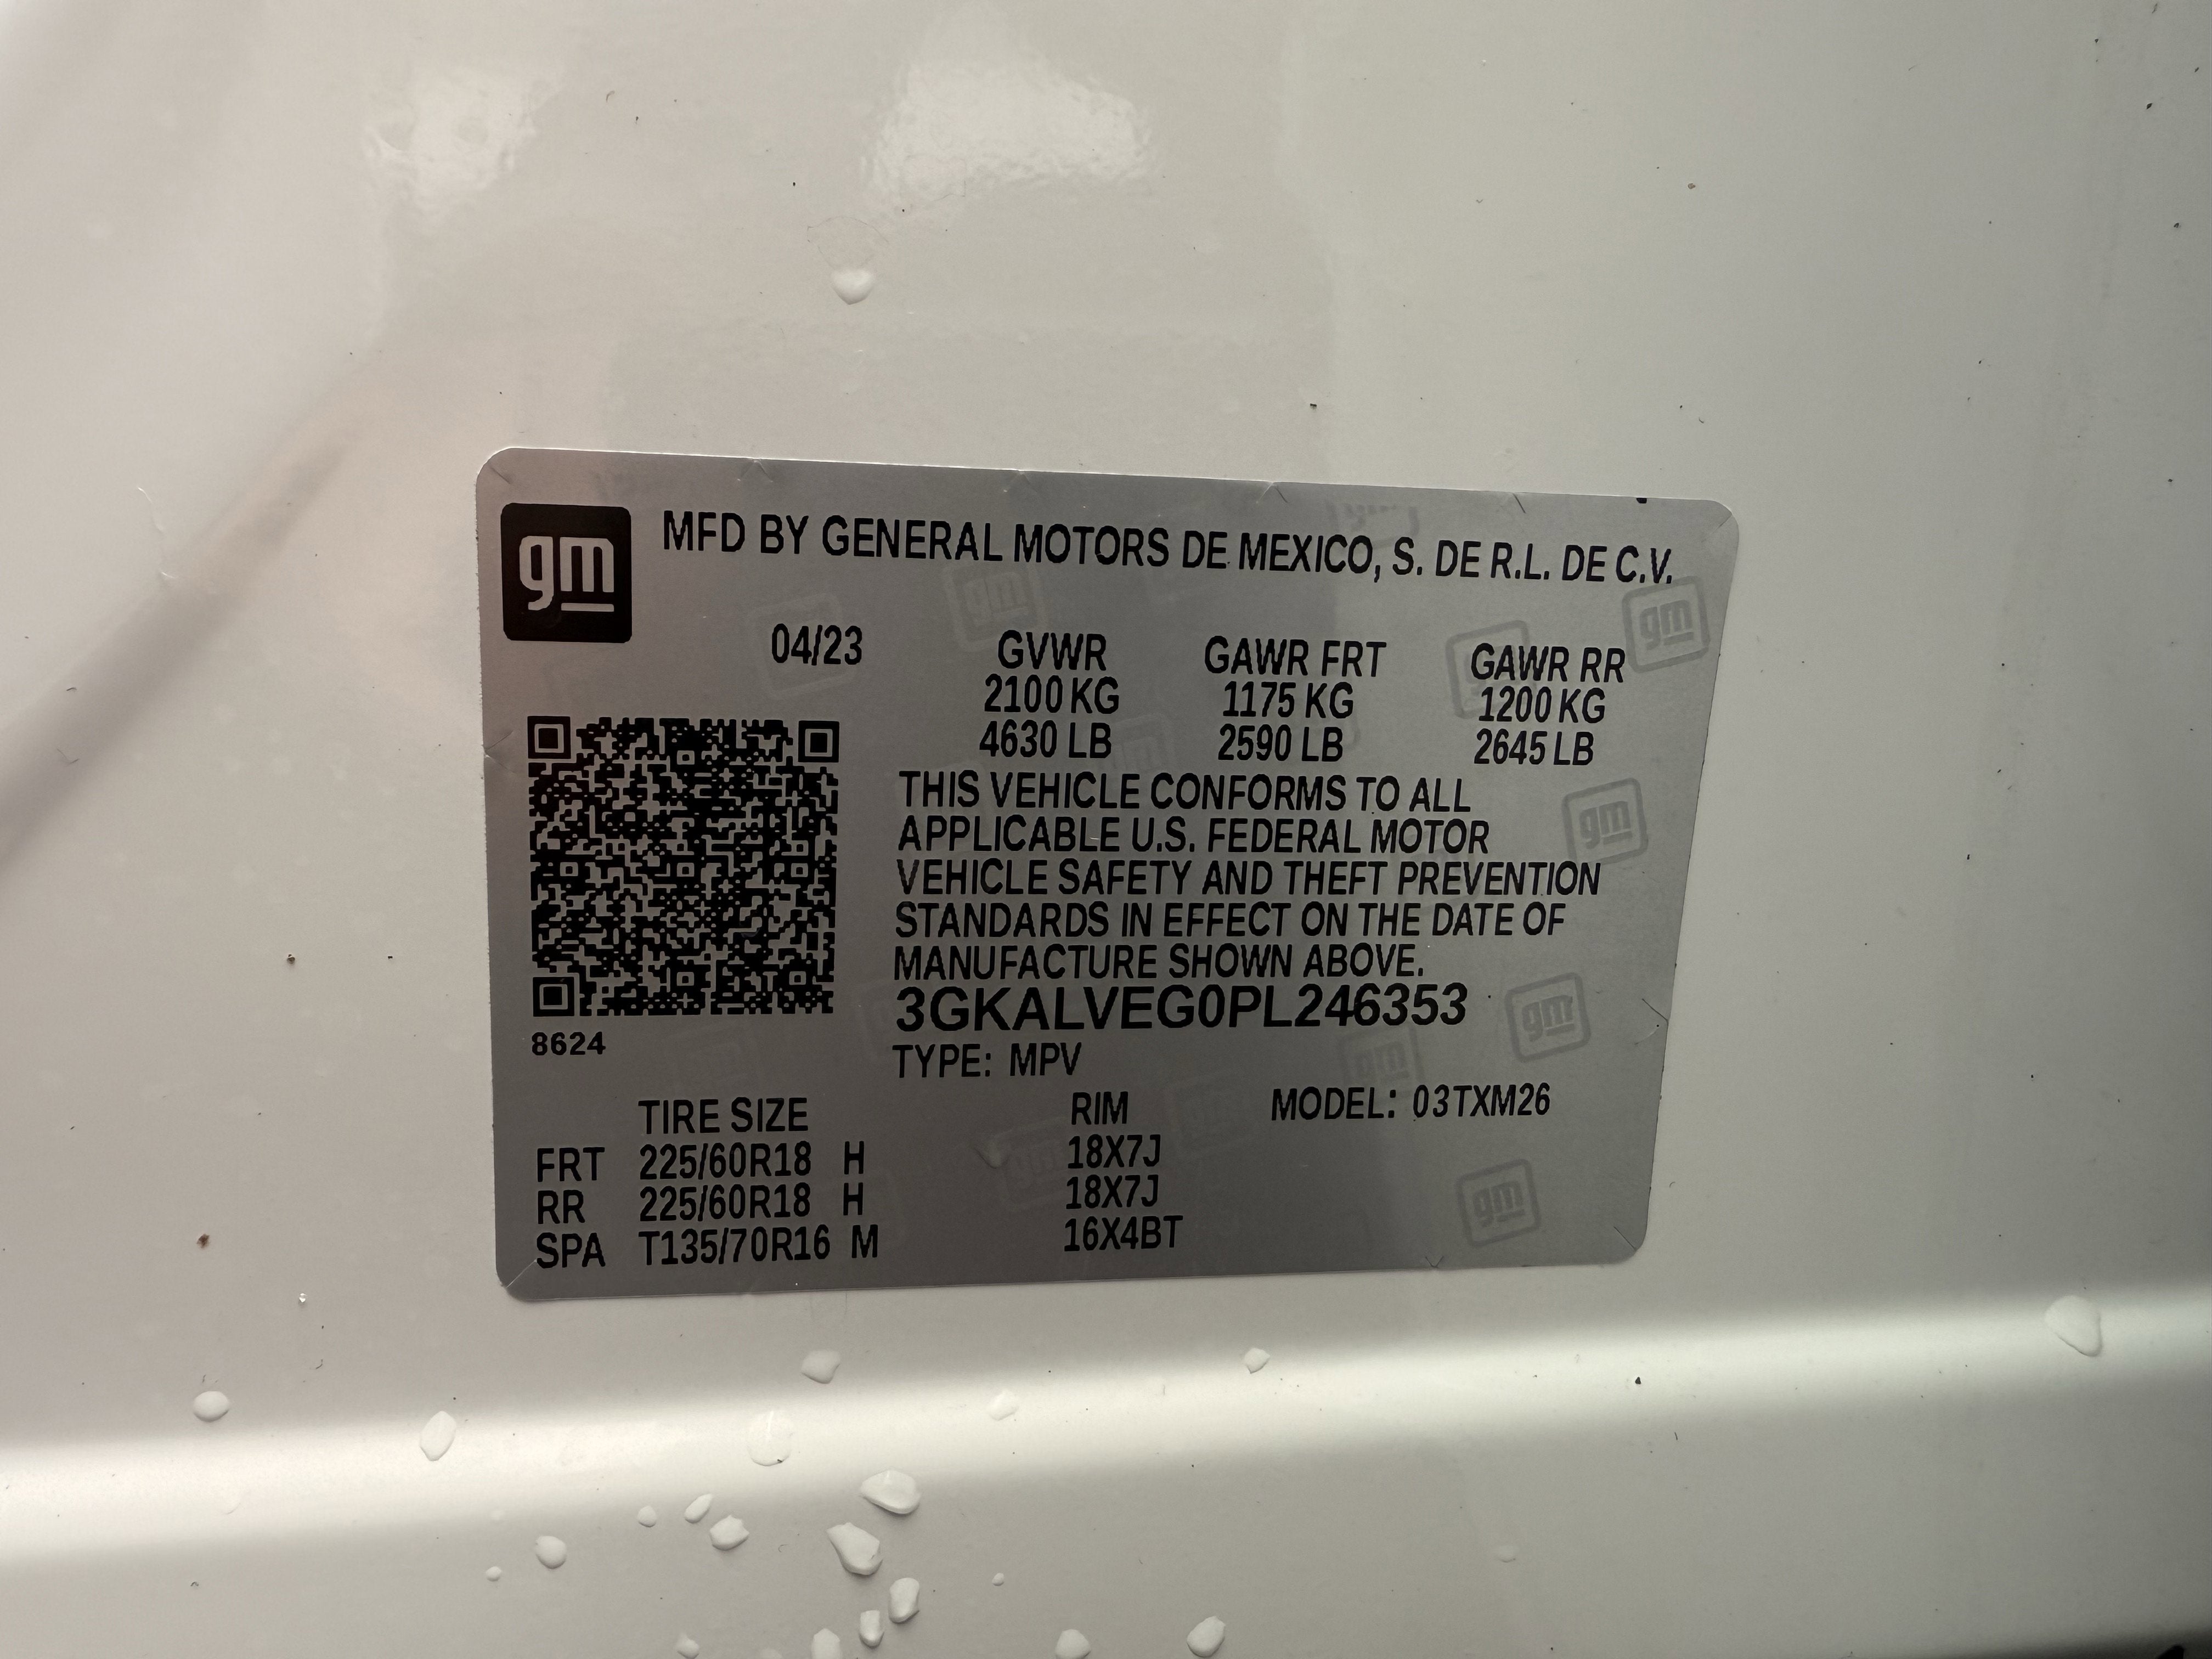 gm
MFD BY GENERAL MOTORS DE MEXICO, S. DE R.L. DE C.V.
04/23 GVWR GAWR FRT GAWR RR
2100 KG 1175 KG 1200 KG
4630 LB 2590 LB 2645 LB
THIS VEHICLE CONFORMS TO ALL
APPLICABLE U.S. FEDERAL MOTOR
VEHICLE SAFETY AND THEFT PREVENTION
STANDARDS IN EFFECT ON THE DATE OF
MANUFACTURE SHOWN ABOVE.
3GKALVEG0PL246353
8624
TYPE: MPV
TIRE SIZE RIM MODEL: 03TXM26
FRT 225/60R18 H 18X7J
RR 225/60R18 H 18X7J
SPA T135/70R16 M 16X4BT